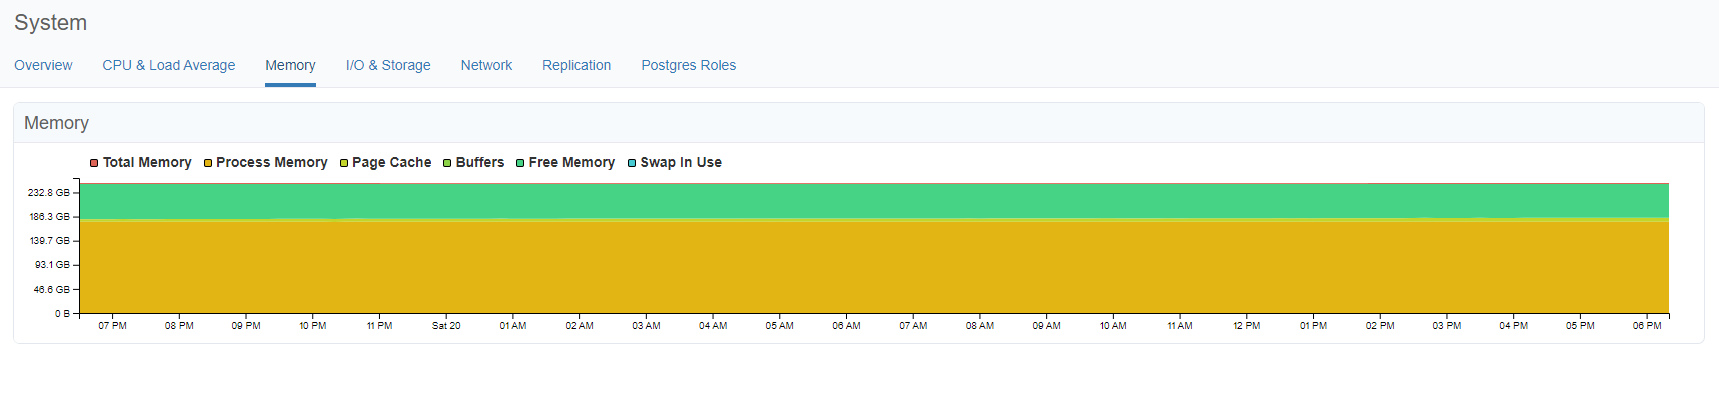 System
Overview CPU & Load Average Memory I/O & Storage Network Replication Postgres Roles
Memory
Total Memory Process Memory Page Cache Buffers Free Memory Swap In Use
232.8 GB
186.3 GB
139.7 GB
93.1 GB
46.6 GB
0 B
07 PM 08 PM 09 PM 10 PM 11 PM Sat 20 01 AM 02 AM 03 AM 04 AM 05 AM 06 AM 07 AM 08 AM 09 AM 10 AM 11 AM 12 PM 01 PM 02 PM 03 PM 04 PM 05 PM 06 PM